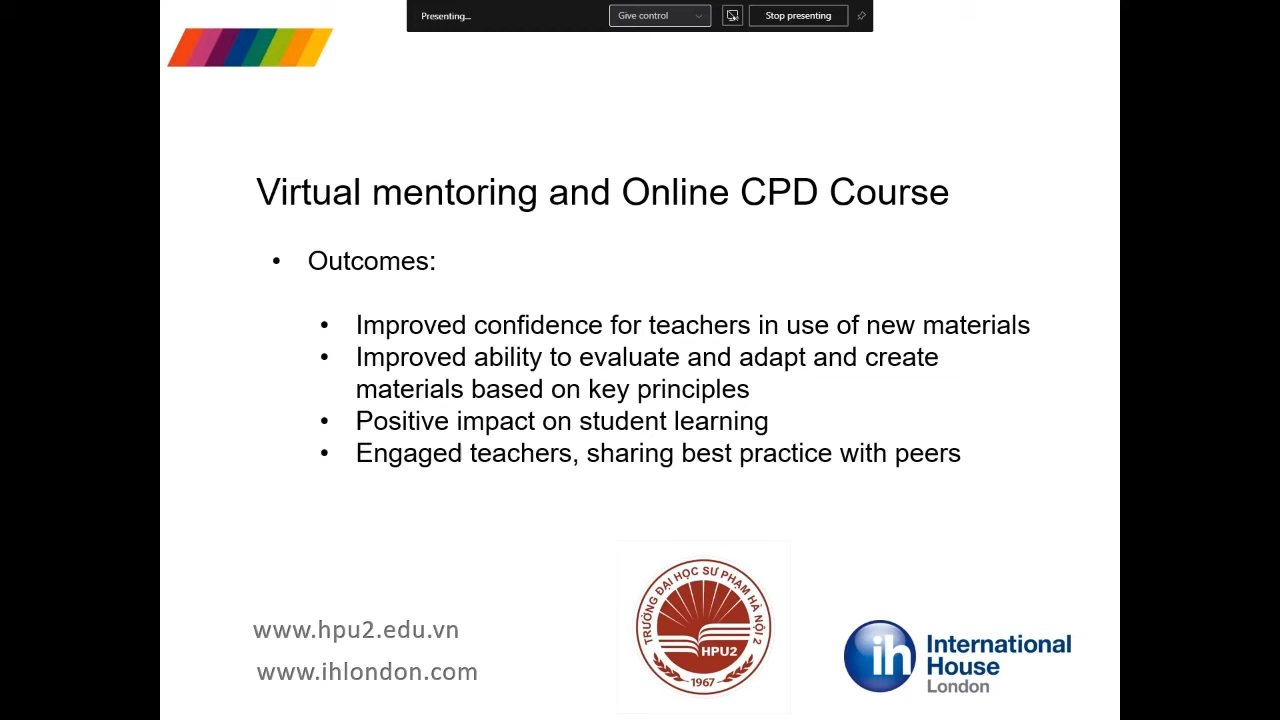 Presenting...
Give control
Stop presenting
Virtual mentoring and Online CPD Course
• Outcomes:
• Improved confidence for teachers in use of new materials
• Improved ability to evaluate and adapt and create
materials based on key principles
• Positive impact on student learning
• Engaged teachers, sharing best practice with peers
www.hpu2.edu.vn
www.ihlondon.com
TRƯỜNG ĐẠI HỌC SƯ PHẠM HÀ NỘI 2
HPU2
1967
ih
International
House
London